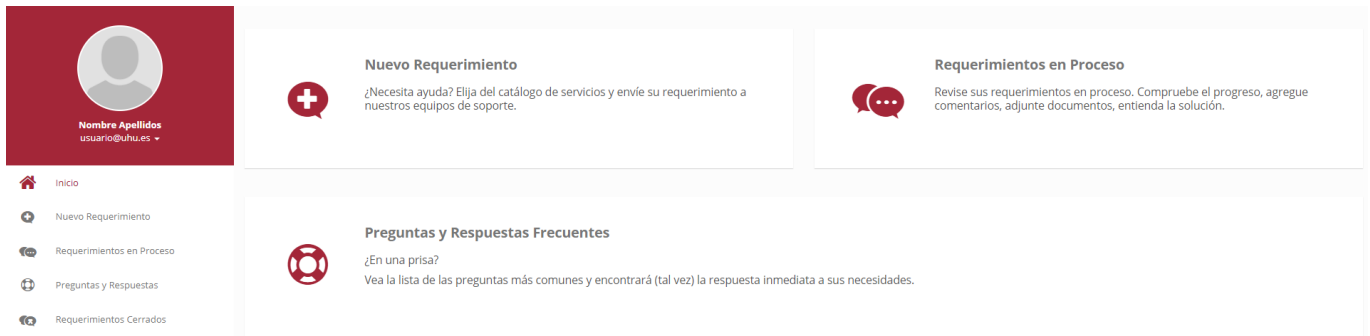 Nombre Apellidos
usuario@uhu.es
Inicio
Nuevo Requerimiento
Requerimientos en Proceso
Preguntas y Respuestas
Requerimientos Cerrados
Nuevo Requerimiento
¿Necesita ayuda? Elija del catálogo de servicios y envíe su requerimiento a
nuestros equipos de soporte.
Requerimientos en Proceso
Revise sus requerimientos en proceso. Compruebe el progreso, agregue
comentarios, adjunte documentos, entienda la solución.
Preguntas y Respuestas Frecuentes
¿En una prisa?
Vea la lista de las preguntas más comunes y encontrará (tal vez) la respuesta inmediata a sus necesidades.